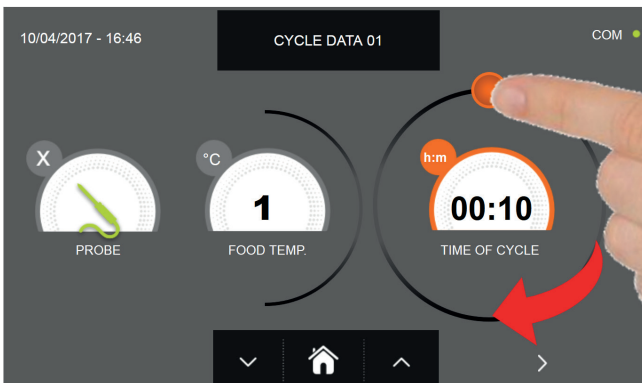 10/04/2017 - 16:46
CYCLE DATA 01
COM
X
°C
h:m
1
00:10
PROBE
FOOD TEMP.
TIME OF CYCLE